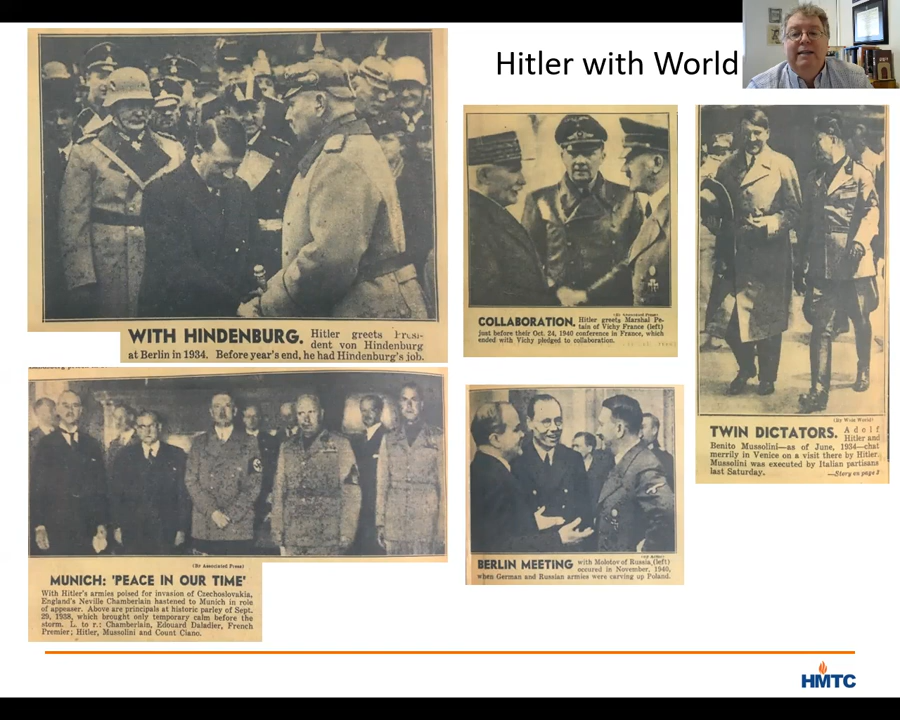 Hitler with World
WITH HINDENBURG. Hitler greets Presi-
dent von Hindenburg
at Berlin in 1934. Before year's end, he had Hindenburg's job.
(By Associated Press)
COLLABORATION. Hitler greets Marshal Pe-
tain of Vichy France (left)
just before their Oct. 24, 1940 conference in France, which
ended with Vichy pledged to collaboration.
(By Wide World)
TWIN DICTATORS. Adolf
Hitler and
Benito Mussolini—as of June, 1934—chat
merrily in Venice on a visit there by Hitler.
Mussolini was executed by Italian partisans
last Saturday. —Story on page 2
(By Associated Press)
MUNICH: 'PEACE IN OUR TIME'
With Hitler's armies poised for invasion of Czechoslovakia,
England's Neville Chamberlain hastened to Munich in role
of appeaser. Above are principals at historic parley of Sept.
29, 1938, which brought only temporary calm before the
storm. L. to r.: Chamberlain, Edouard Daladier, French
Premier; Hitler, Mussolini and Count Ciano.
BERLIN MEETING with Molotov of Russia (left)
occured in November, 1940,
when German and Russian armies were carving up Poland.
HMTC